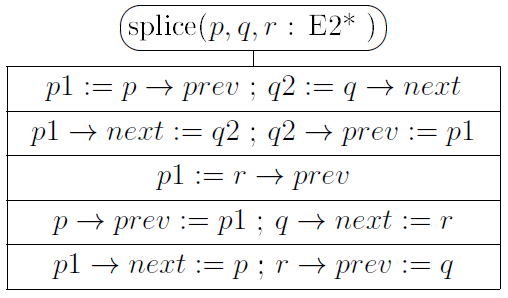 splice(p, q, r : E2* )
p1 := p → prev ; q2 := q → next
p1 → next := q2 ; q2 → prev := p1
p1 := r → prev
p → prev := p1 ; q → next := r
p1 → next := p ; r → prev := q